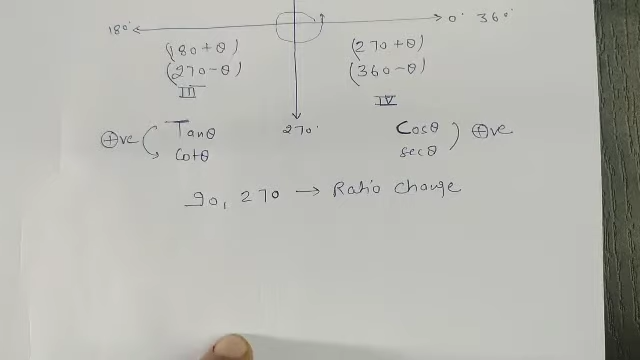 180° 0° 360°
(180+θ) (270+θ)
(270-θ) (360-θ)
III IV
⊕ve Tanθ 270° Cosθ ⊕ve
Cotθ secθ
90, 270 → Ratio change